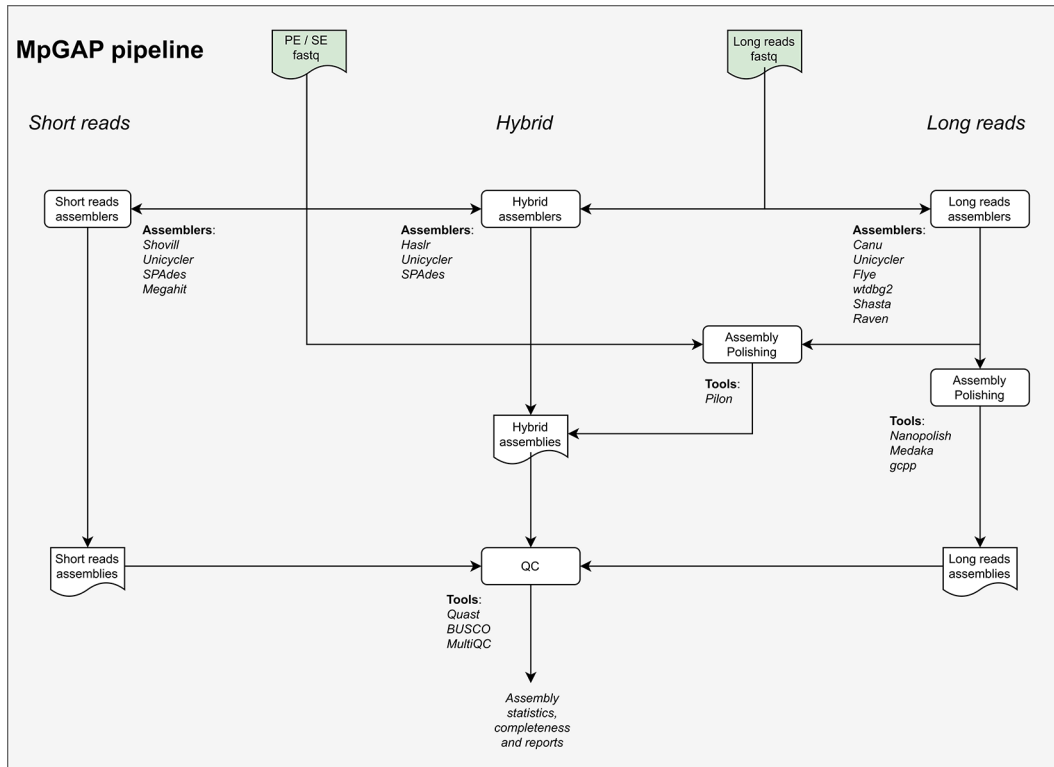 MpGAP pipeline
PE / SE
fastq
Long reads
fastq
Short reads
Hybrid
Long reads
Short reads
assemblers
Hybrid
assemblers
Long reads
assemblers
Assemblers:
Shovill
Unicycler
SPAdes
Megahit
Assemblers:
Haslr
Unicycler
SPAdes
Assemblers:
Canu
Unicycler
Flye
wtdbg2
Shasta
Raven
Assembly
Polishing
Tools:
Pilon
Assembly
Polishing
Tools:
Nanopolish
Medaka
gcpp
Hybrid
assemblies
Short reads
assemblies
QC
Long reads
assemblies
Tools:
Quast
BUSCO
MultiQC
Assembly
statistics,
completeness
and reports